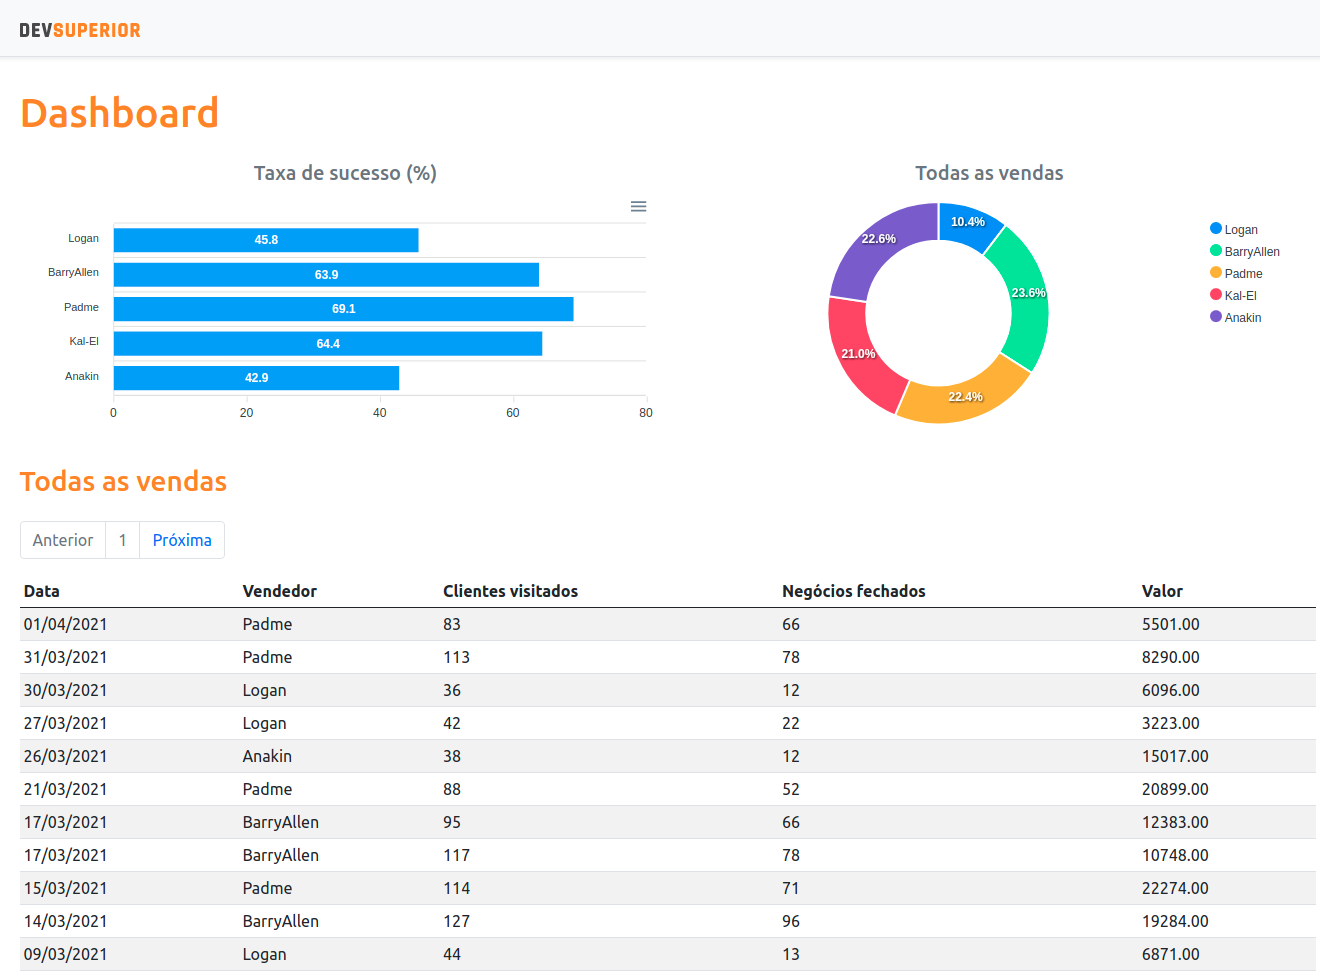 DEVSUPERIOR
Dashboard
Taxa de sucesso (%)
Logan 45.8
BarryAllen 63.9
Padme 69.1
Kal-El 64.4
Anakin 42.9
0 20 40 60 80
Todas as vendas
10.4%
23.6%
22.4%
21.0%
22.6%
Logan
BarryAllen
Padme
Kal-El
Anakin
Todas as vendas
Anterior 1 Próxima
Data Vendedor Clientes visitados Negócios fechados Valor
01/04/2021 Padme 83 66 5501.00
31/03/2021 Padme 113 78 8290.00
30/03/2021 Logan 36 12 6096.00
27/03/2021 Logan 42 22 3223.00
26/03/2021 Anakin 38 12 15017.00
21/03/2021 Padme 88 52 20899.00
17/03/2021 BarryAllen 95 66 12383.00
17/03/2021 BarryAllen 117 78 10748.00
15/03/2021 Padme 114 71 22274.00
14/03/2021 BarryAllen 127 96 19284.00
09/03/2021 Logan 44 13 6871.00